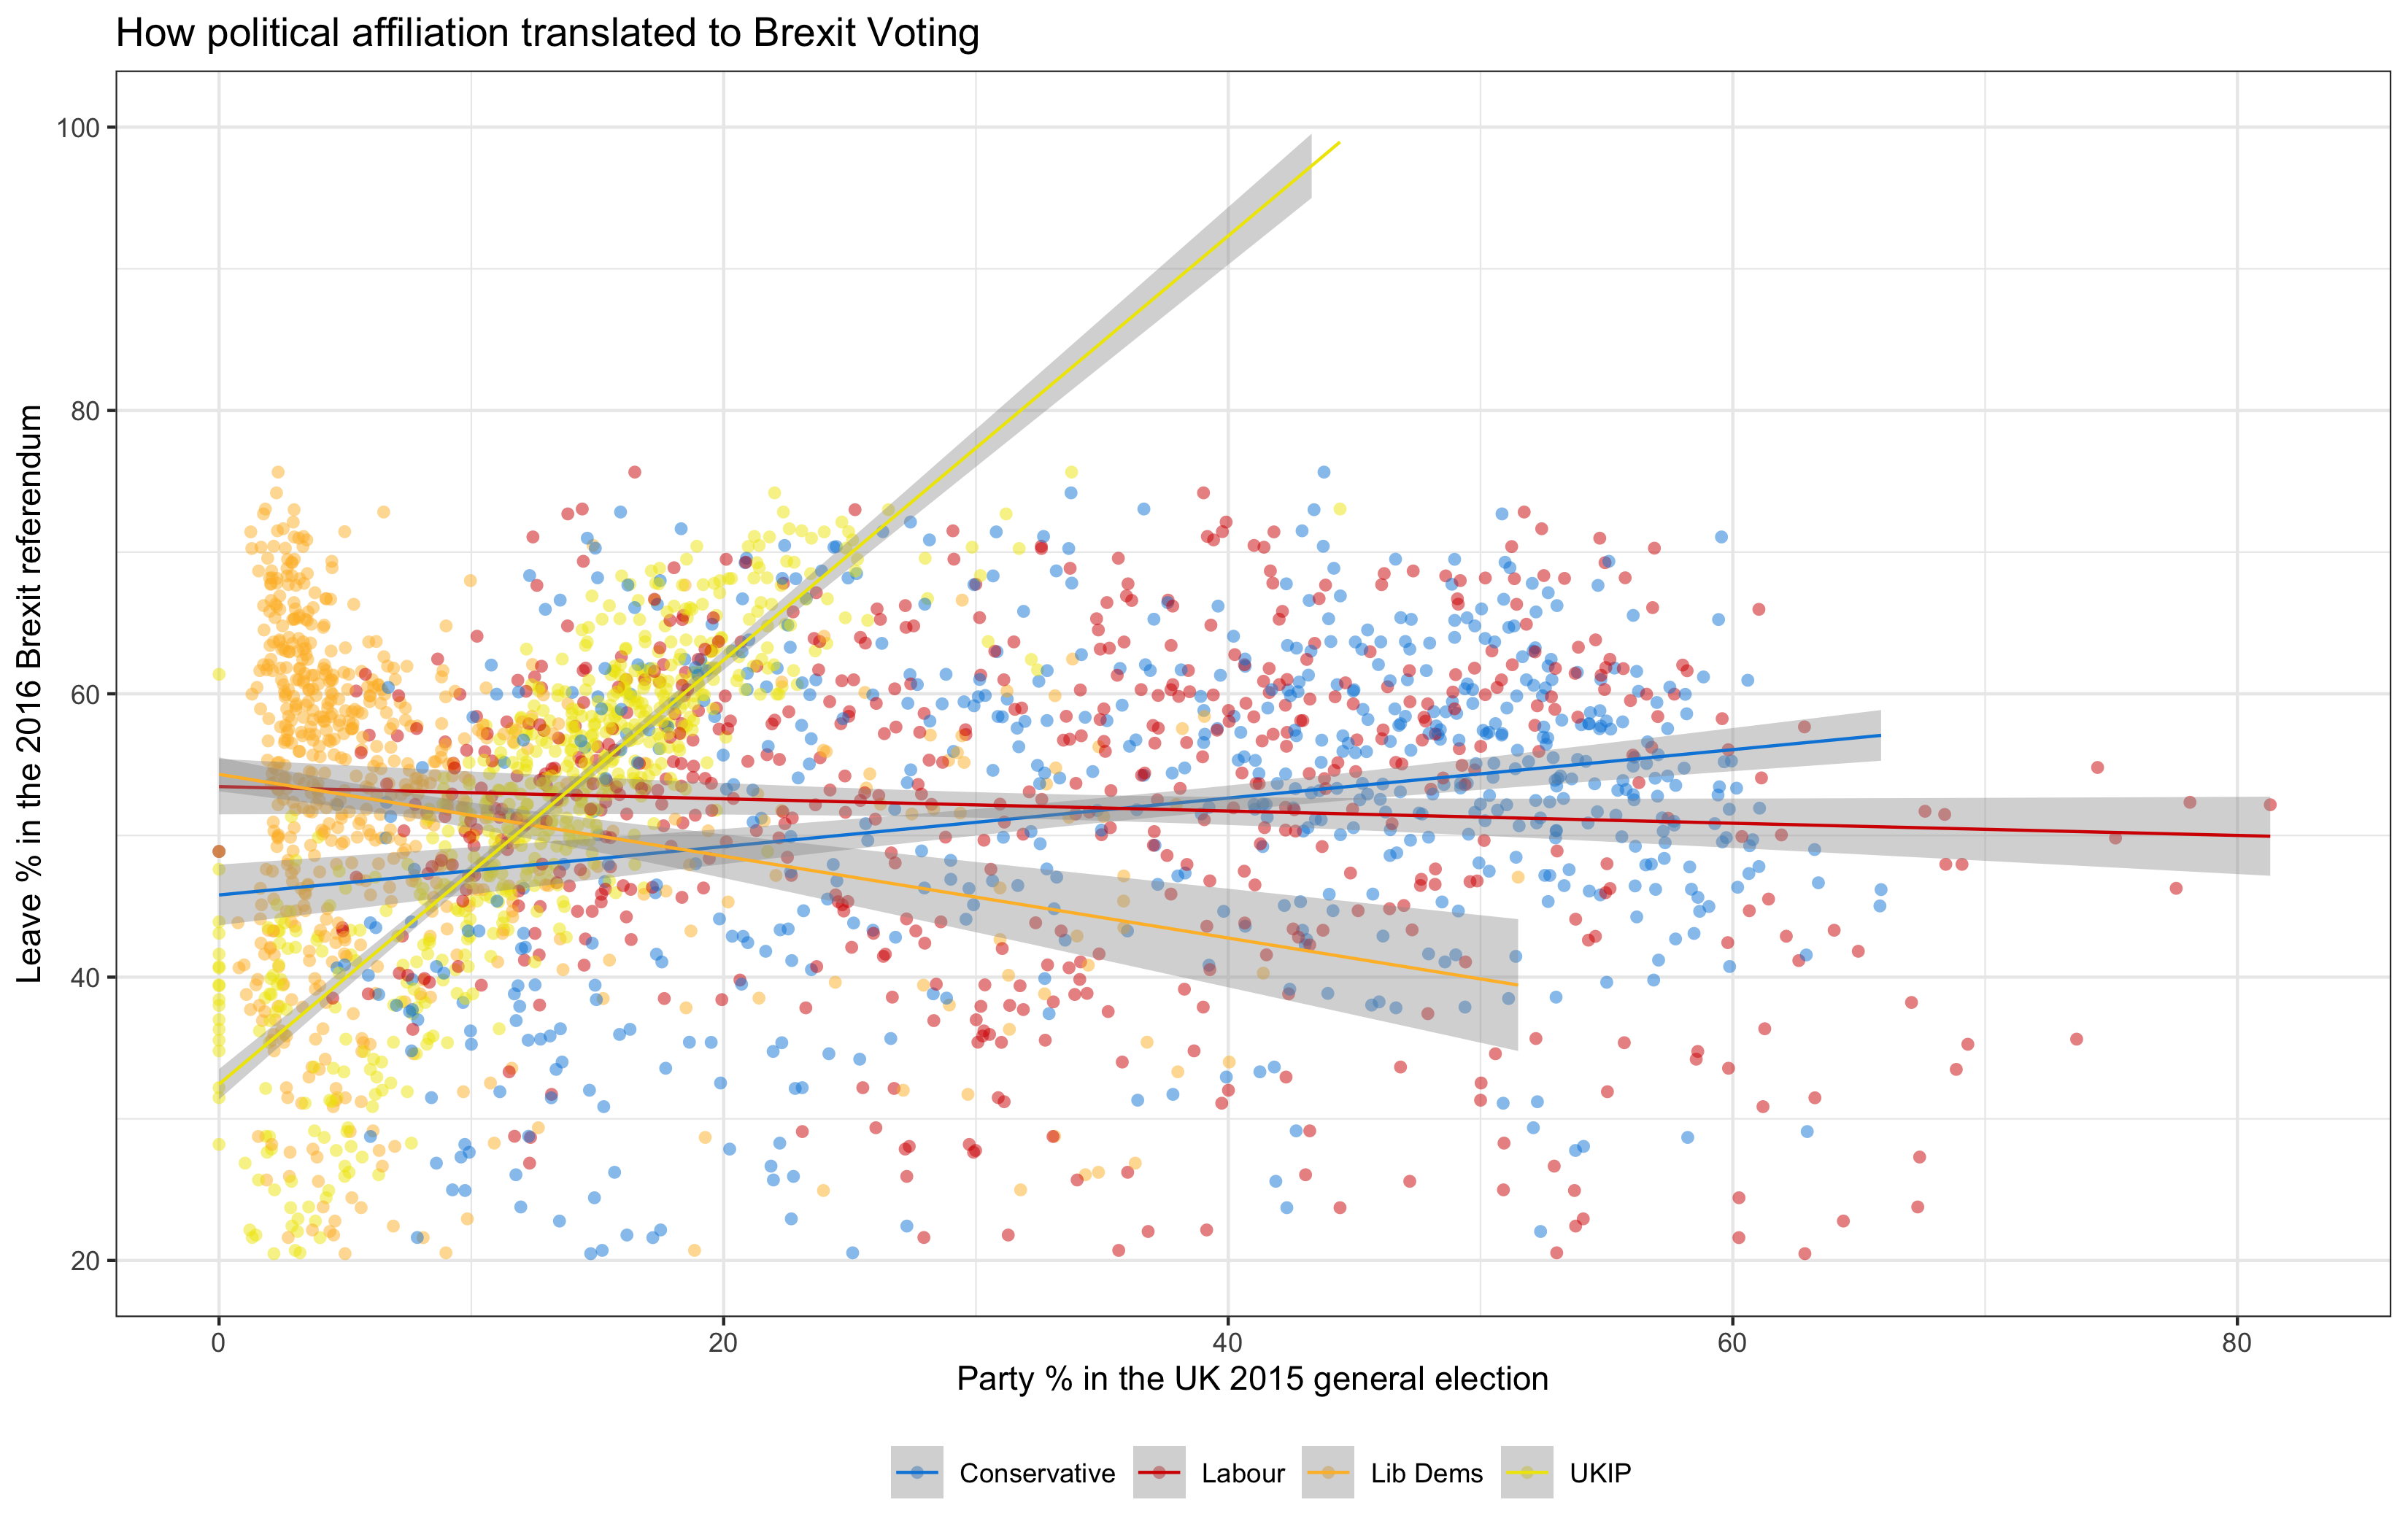 How political affiliation translated to Brexit Voting
Leave % in the 2016 Brexit referendum
100
80
60
40
20
0
20
40
60
80
Party % in the UK 2015 general election
Conservative
Labour
Lib Dems
UKIP